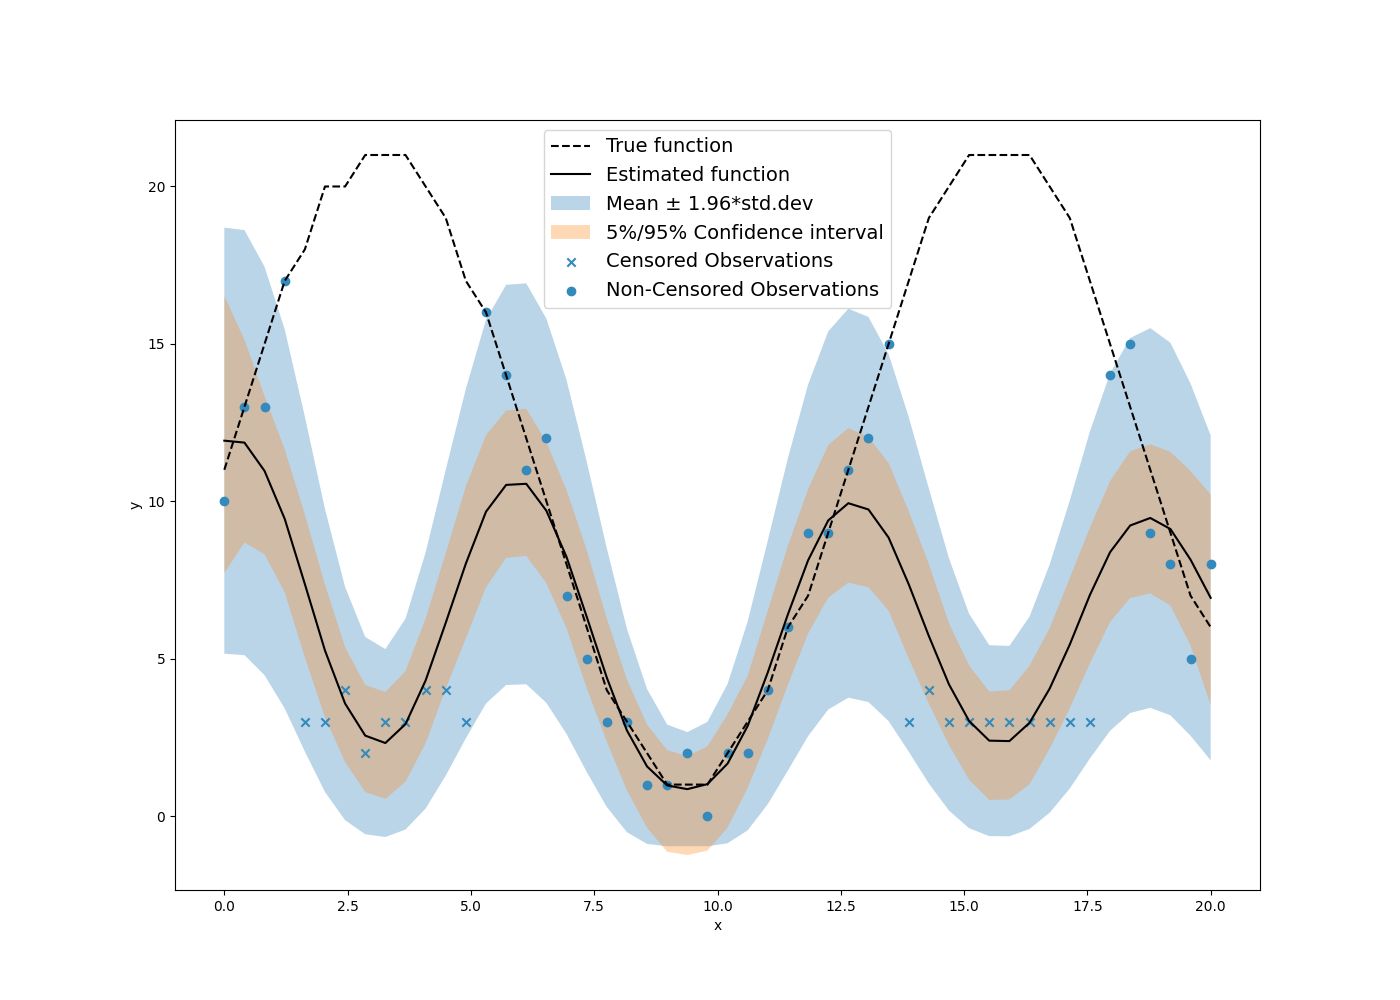 True function
Estimated function
Mean ± 1.96*std.dev
5%/95% Confidence interval
Censored Observations
Non-Censored Observations
20
15
10
5
0
y
0.0 2.5 5.0 7.5 10.0 12.5 15.0 17.5 20.0
x